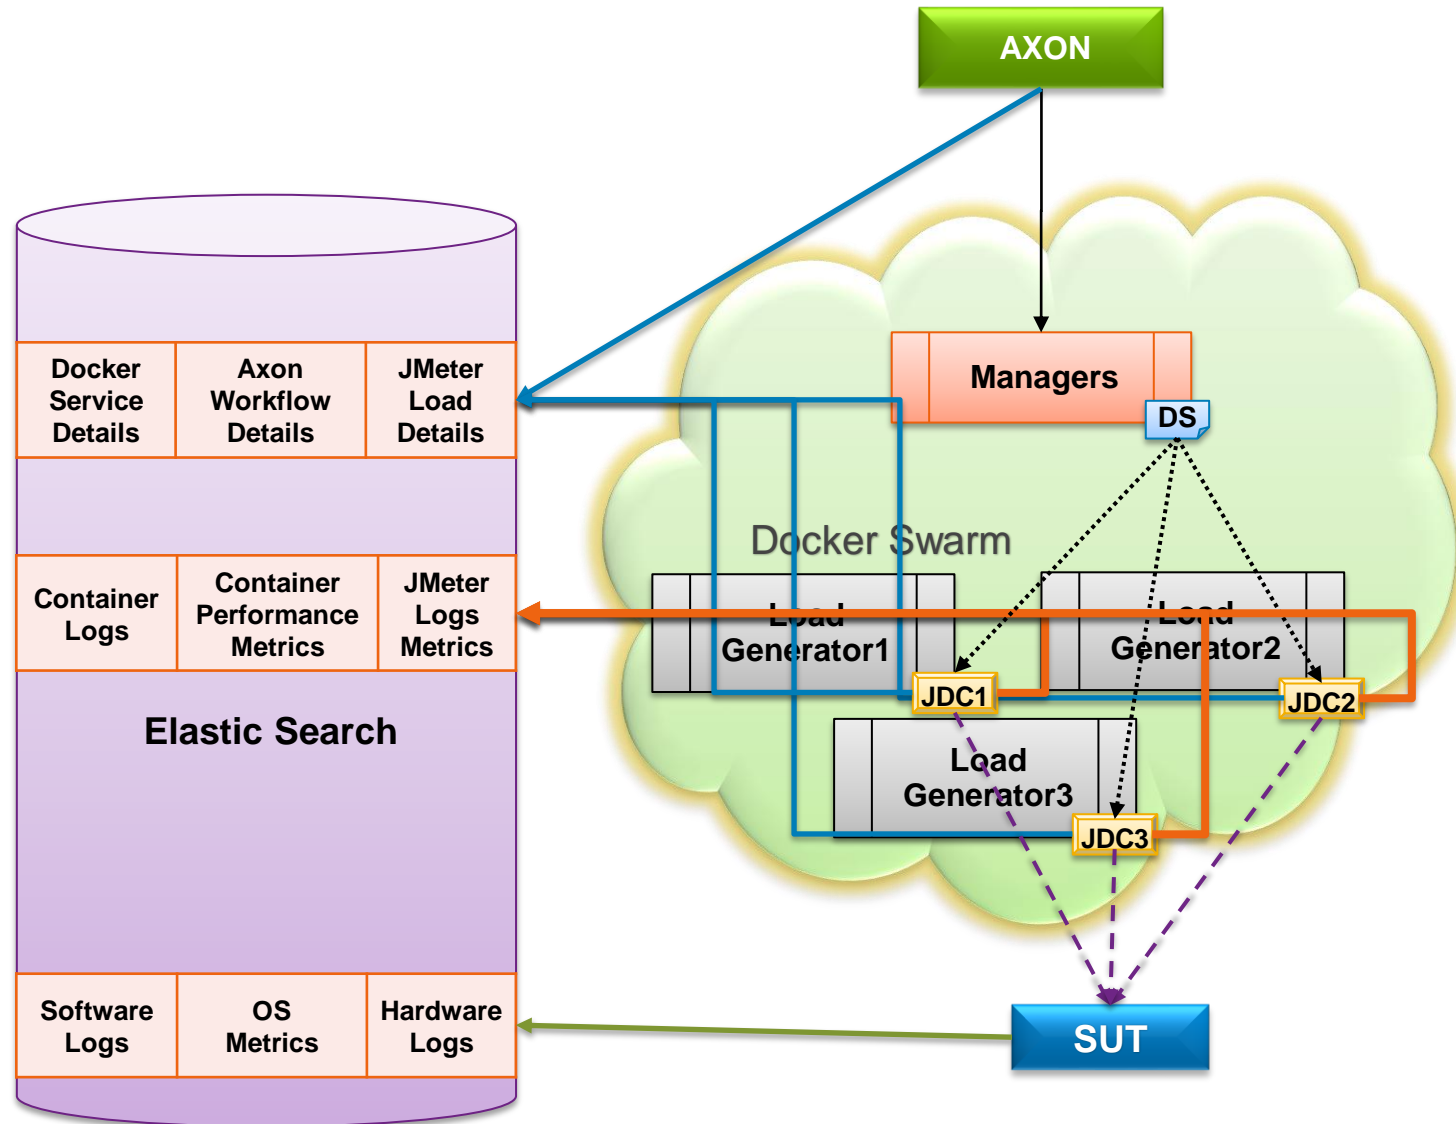 AXON
Docker
Service
Details
Axon
Workflow
Details
JMeter
Load
Details
Managers
DS
Docker Swarm
Container
Logs
Container
Performance
Metrics
JMeter
Logs
Metrics
Load
Generator1
Load
Generator2
JDC1
JDC2
Elastic Search
Load
Generator3
JDC3
Software
Logs
OS
Metrics
Hardware
Logs
SUT